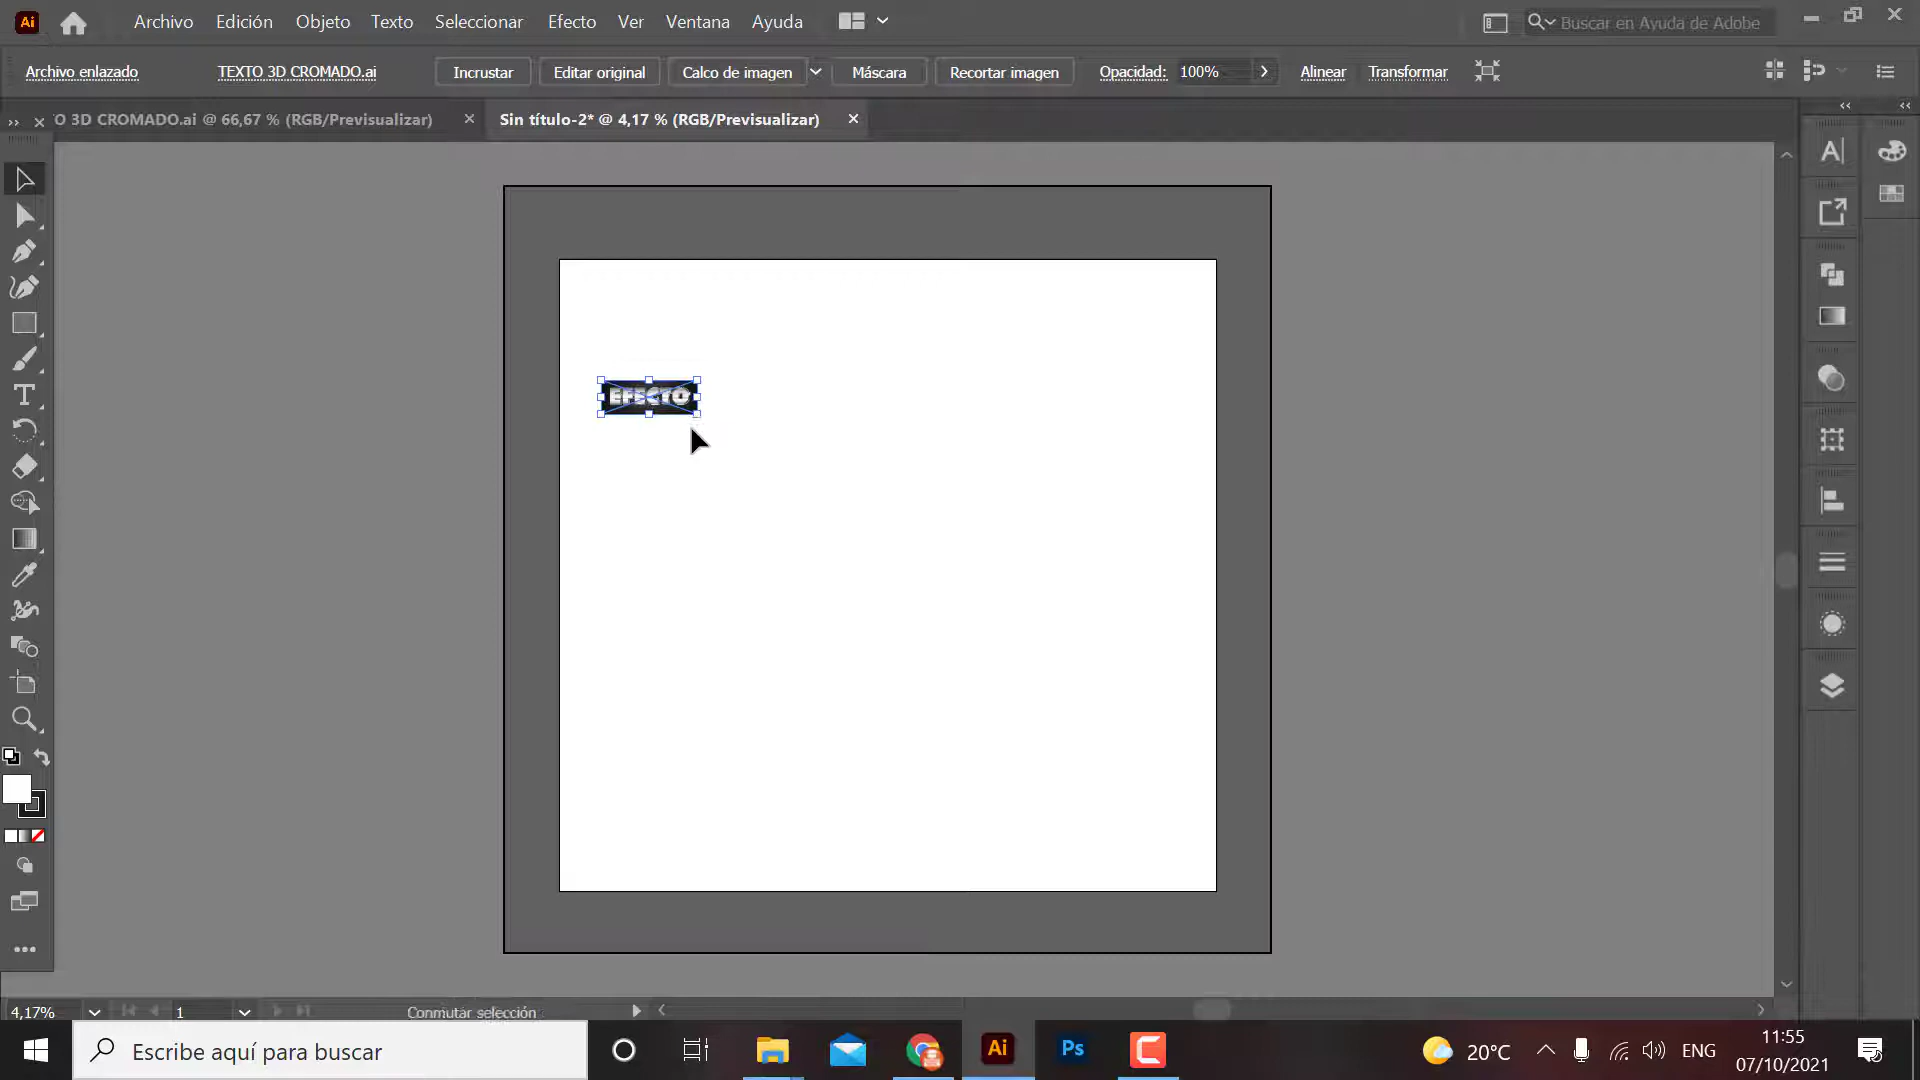 Ai Archivo Edición Objeto Texto Seleccionar Efecto Ver Ventana Ayuda Buscar en Ayuda de Adobe
Archivo enlazado TEXTO 3D CROMADO.ai Incrustar Editar original Calco de imagen Máscara Recortar imagen Opacidad: 100% Alinear Transformar
O 3D CROMADO.ai @ 66,67 % (RGB/Previsualizar) Sin título-2* @ 4,17 % (RGB/Previsualizar)
EFECTO
4,17% 1 Conmutar selección
Escribe aquí para buscar Ai Ps 20°C ENG 11:55
07/10/2021